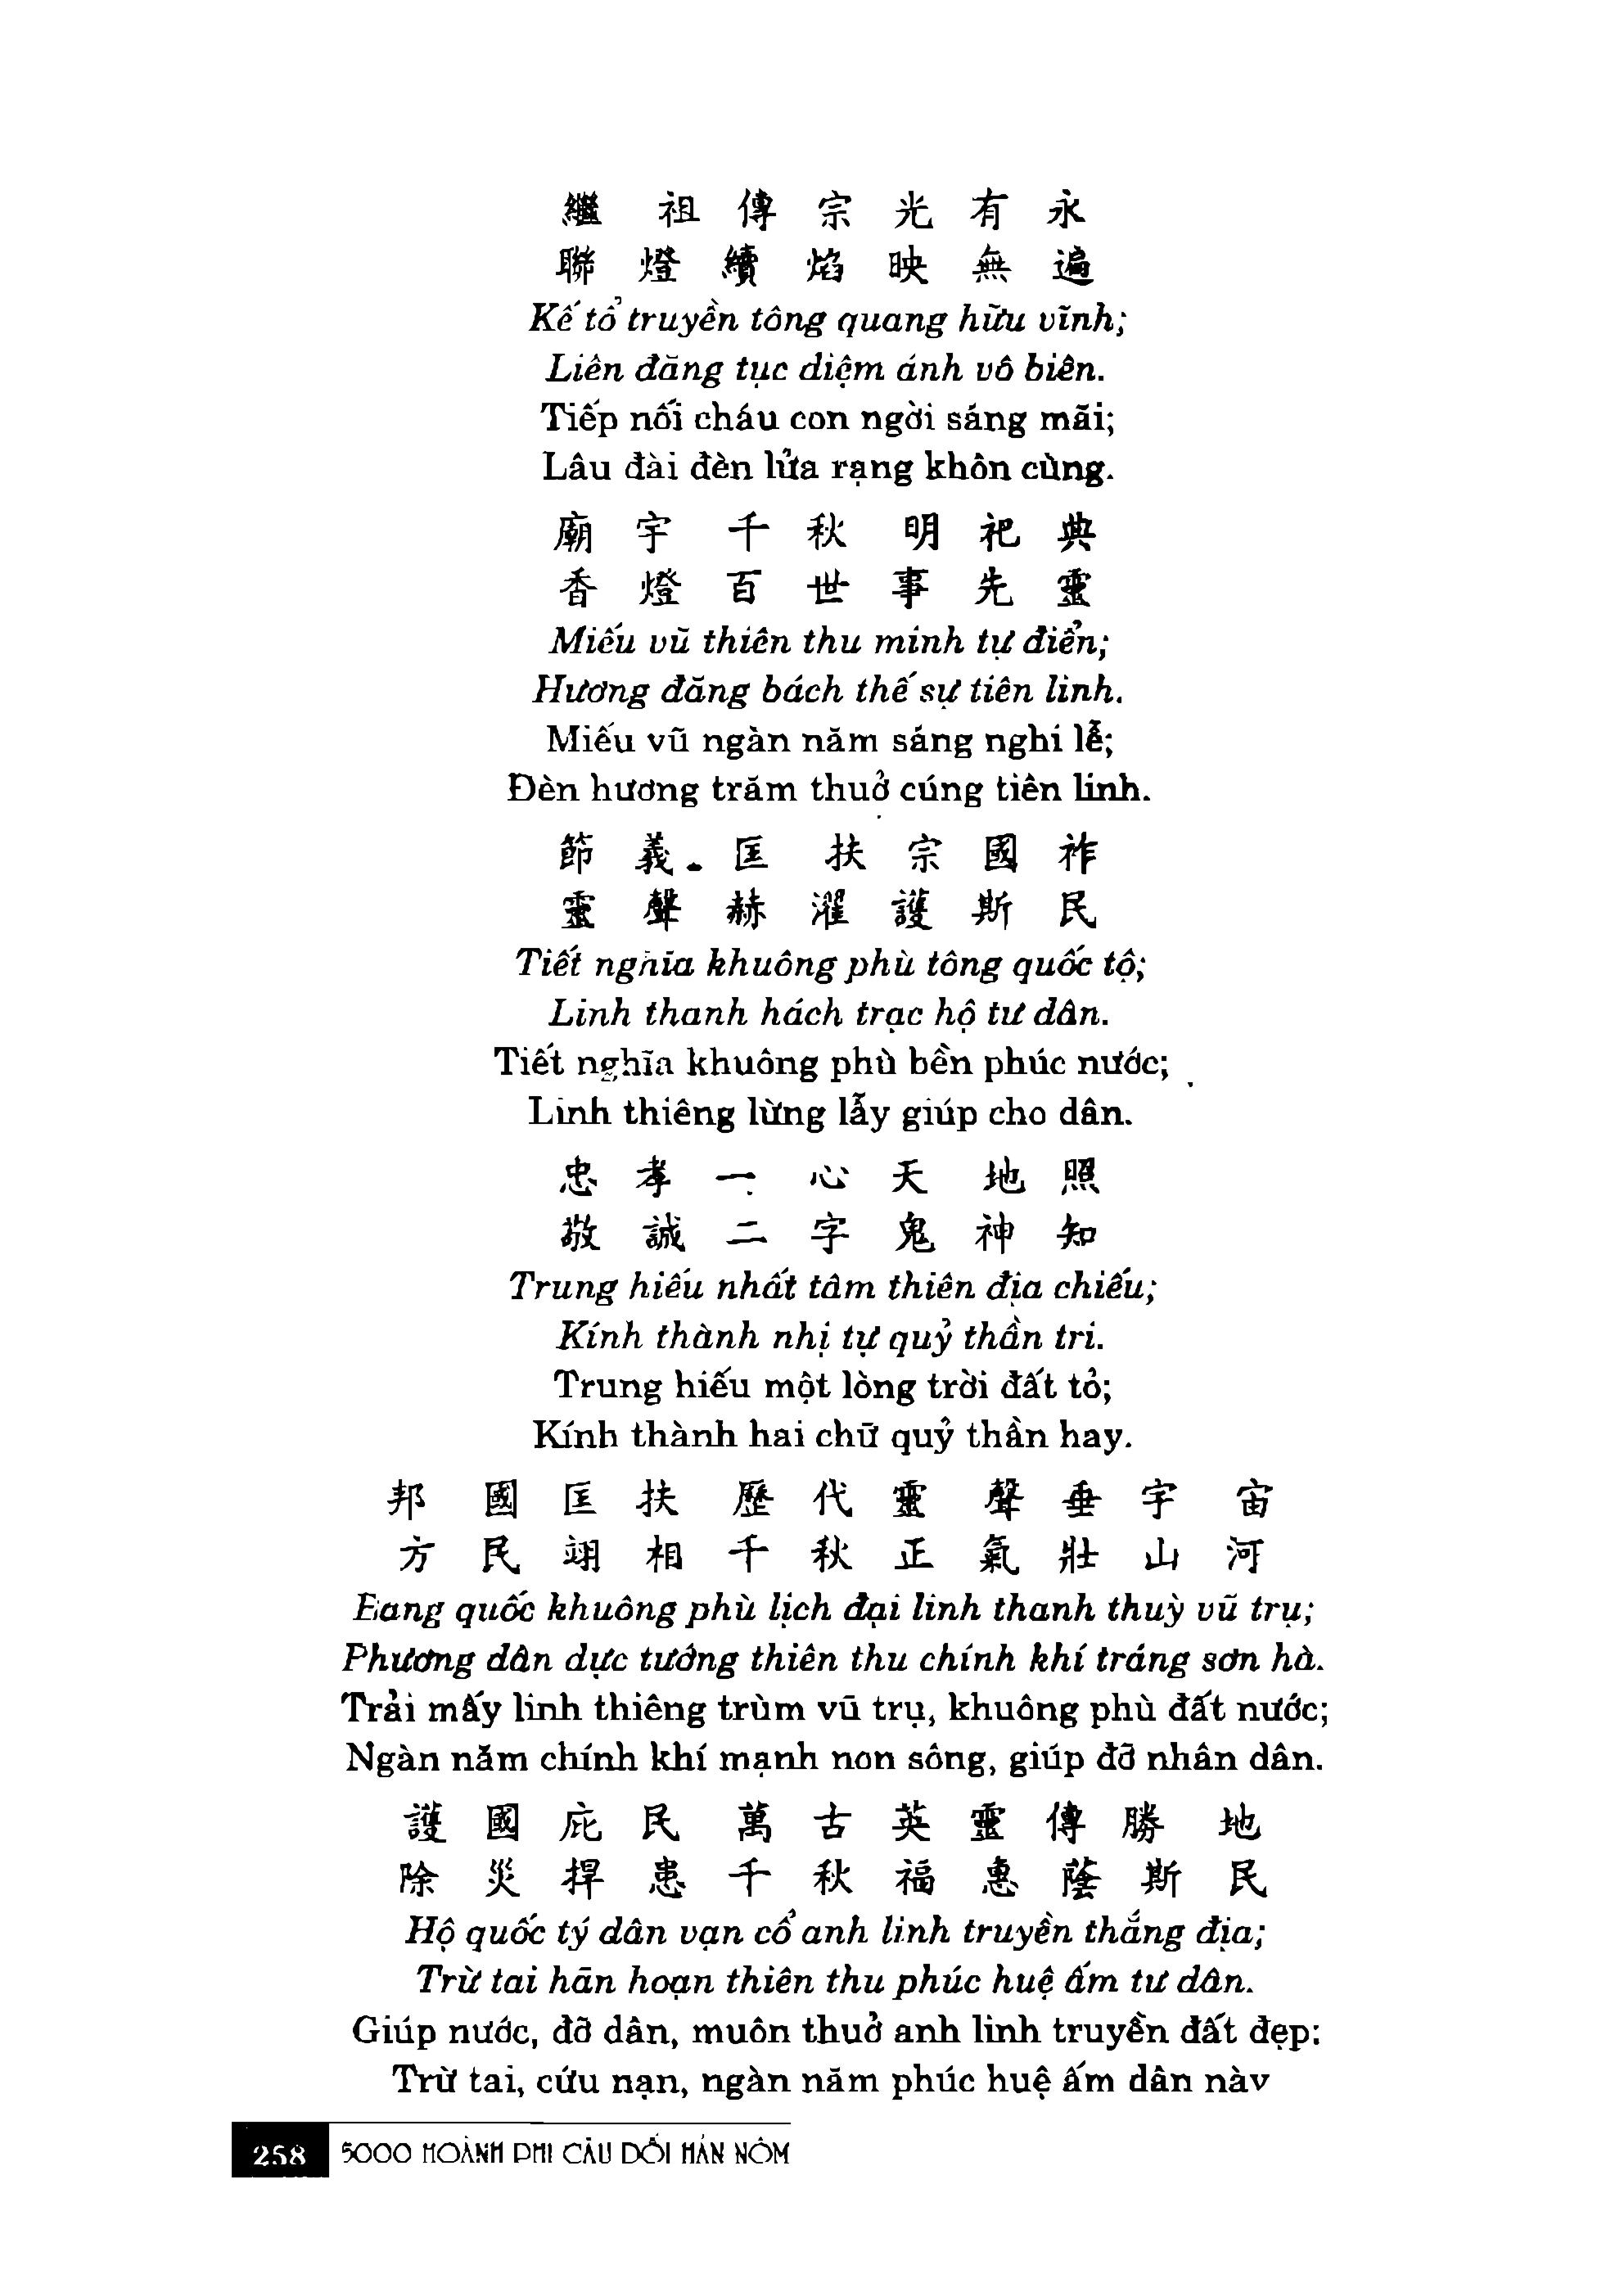 繼祖傳宗光有永
聯燈續焰映無遍
Kế tổ truyền tông quang hữu vĩnh;
Liên đăng tục diệm ánh vô biên.
Tiếp nối cháu con ngời sáng mãi;
Lâu đài đèn lửa rạng khôn cùng.
廟宇千秋明祀典
香燈百世事先靈
Miếu vũ thiên thu minh tự điển;
Hương đăng bách thế sự tiên linh.
Miếu vũ ngàn năm sáng nghi lễ;
Đèn hương trăm thuở cúng tiên linh.
節義匡扶宗國祚
靈聲赫濯護斯民
Tiết nghĩa khuông phù tông quốc tộ;
Linh thanh hách trạc hộ tư dân.
Tiết nghĩa khuông phù bền phúc nước;
Linh thiêng lừng lẫy giúp cho dân.
忠孝一心天地照
敬誠二字鬼神知
Trung hiếu nhất tâm thiên địa chiếu;
Kính thành nhị tự quỷ thần tri.
Trung hiếu một lòng trời đất tỏ;
Kính thành hai chữ quỷ thần hay.
邦國匡扶歷代靈聲垂宇宙
方民翊相千秋正氣壯山河
Bang quốc khuông phù lịch đại linh thanh thuỳ vũ trụ;
Phương dân dực tướng thiên thu chính khí tráng sơn hà.
Trải mấy linh thiêng trùm vũ trụ, khuông phù đất nước;
Ngàn năm chính khí mạnh non sông, giúp đỡ nhân dân.
護國庇民萬古英靈傳勝地
除災捍患千秋福惠蔭斯民
Hộ quốc tý dân vạn cổ anh linh truyền thắng địa;
Trừ tai hãn hoạn thiên thu phúc huệ ấm tư dân.
Giúp nước, đỡ dân, muôn thuở anh linh truyền đất đẹp;
Trừ tai, cứu nạn, ngàn năm phúc huệ ấm dân này
258 5000 HOÀNH PHI CÂU ĐỐI HÁN NÔM